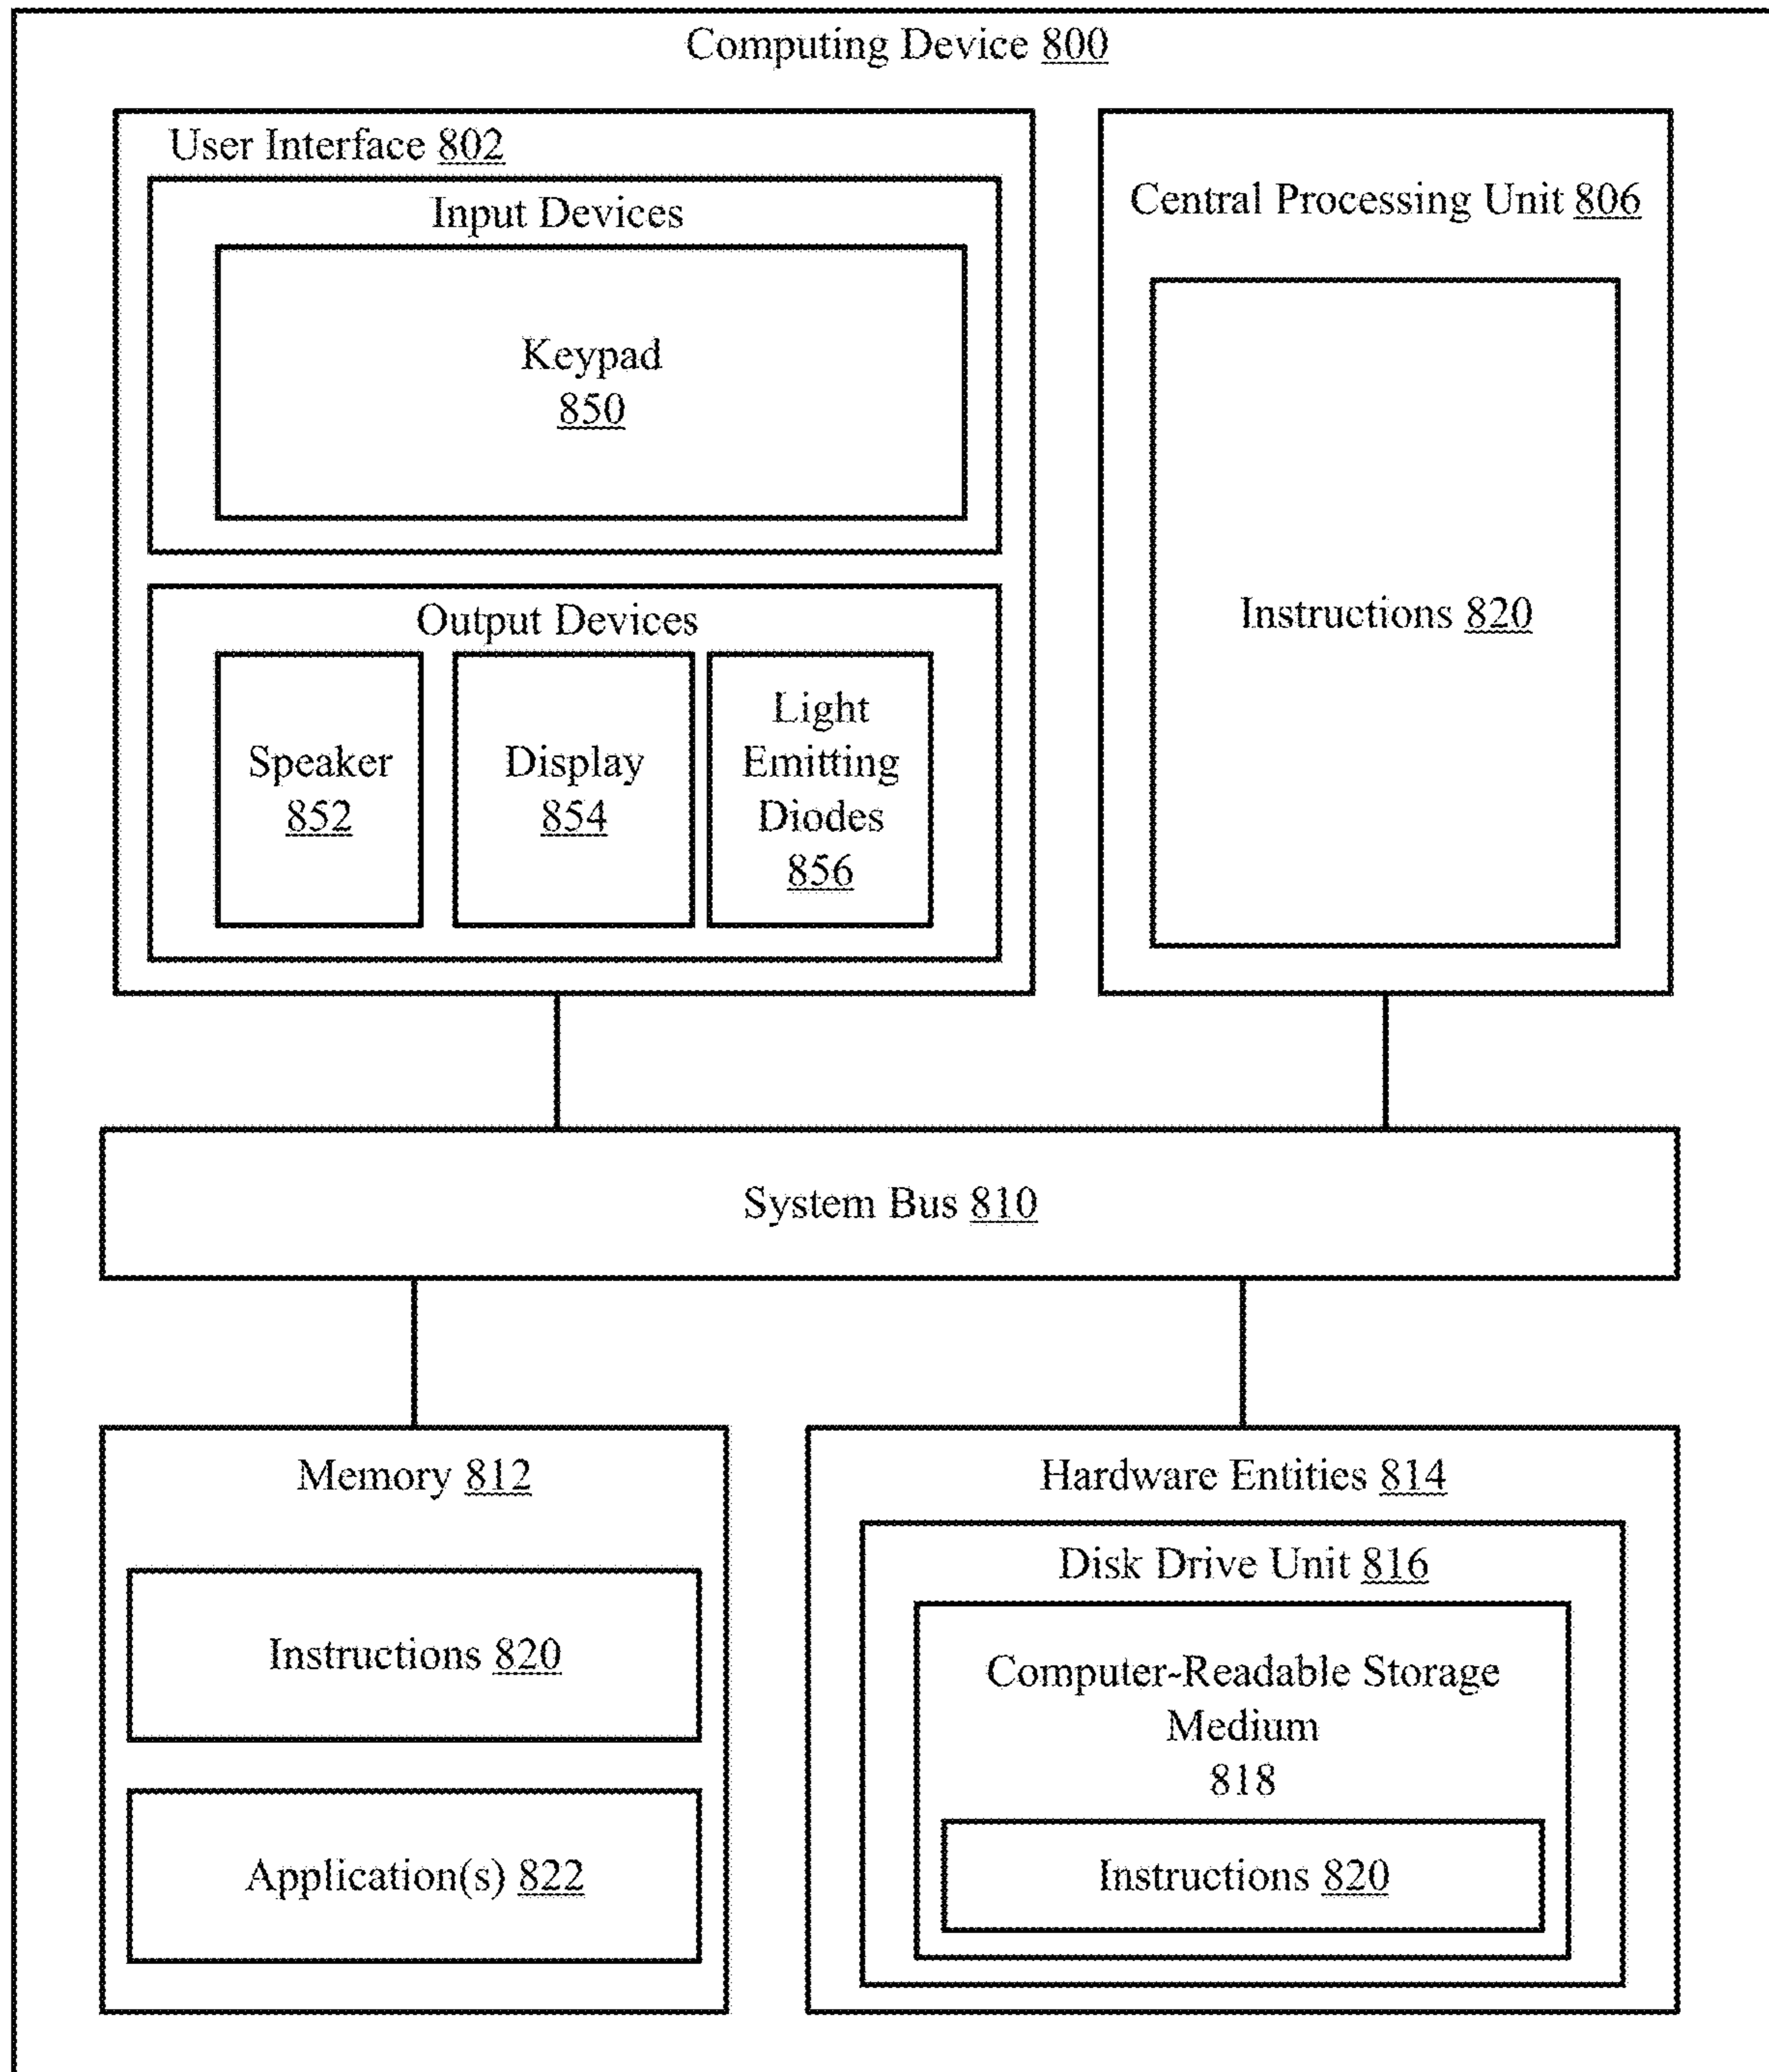 Computing Device 800
User Interface 802
Input Devices
Keypad
850
Output Devices
Speaker
852
Display
854
Light
Emitting
Diodes
856
Central Processing Unit 806
Instructions 820
System Bus 810
Memory 812
Instructions 820
Application(s) 822
Hardware Entities 814
Disk Drive Unit 816
Computer-Readable Storage
Medium
818
Instructions 820